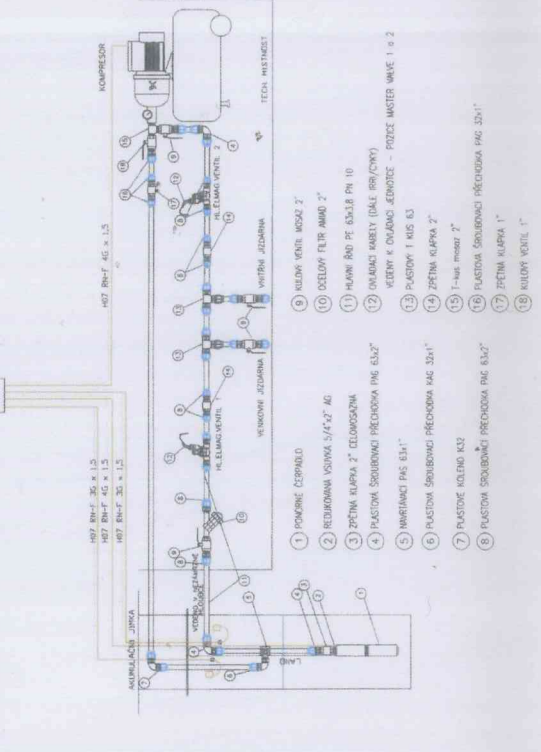 H07 RN-F 3G x 1,5
H07 RN-F 4G x 1,5
H07 RN-F 3G x 1,5
H07 RN-F 4G x 1,5
KOMPRESOR
AKUMULAČNÍ JÍMKA
VEDENO V NEZÁMRZNÉ
HLOUBCE
LANO
HL.ELMAG.VENTIL 1
HL.ELMAG.VENTIL 2
VENKOVNÍ JÍZDÁRNA
VNITŘNÍ JÍZDÁRNA
TECH. MÍSTNOST
1 PONORNÉ ČERPADLO
2 REDUKOVANÁ VSUVKA 5/4"x2" AG
3 ZPĚTNÁ KLAPKA 2" CELOMOSAZNÁ
4 PLASTOVÁ ŠROUBOVACÍ PŘECHODKA PAG 63x2"
5 NAVRTÁVACÍ PAS 63x1"
6 PLASTOVÁ ŠROUBOVACÍ PŘECHODKA KAG 32x1"
7 PLASTOVÉ KOLENO K32
8 PLASTOVÁ ŠROUBOVACÍ PŘECHODKA PAG 63x2"
9 KULOVÝ VENTIL MOSAZ 2"
10 OCELOVÝ FILTR AMIAD 2"
11 HLAVNÍ ŘAD PE 63x3,8 PN 10
12 OVLÁDACÍ KABELY (DÁLE IRRI/CYKY)
VEDENY K OVLÁDACÍ JEDNOTCE - POZICE MASTER VALVE 1 a 2
13 PLASTOVÝ T KUS 63
14 ZPĚTNÁ KLAPKA 2"
15 T-kus mosaz 2"
16 PLASTOVÁ ŠROUBOVACÍ PŘECHODKA PAG 32x1"
17 ZPĚTNÁ KLAPKA 1"
18 KULOVÝ VENTIL 1"